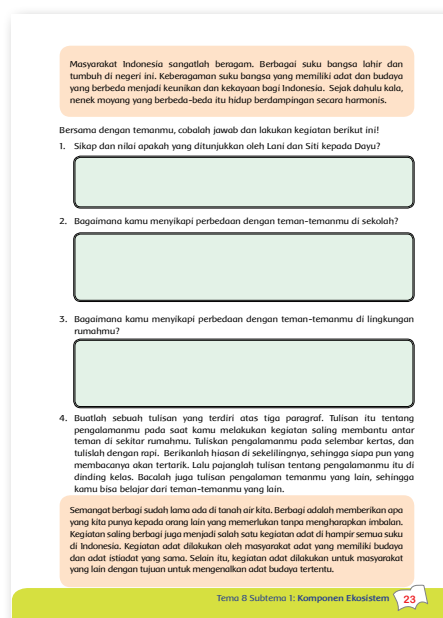 Masyarakat Indonesia sangatlah beragam. Berbagai suku bangsa lahir dan
tumbuh di negeri ini. Keberagaman suku bangsa yang memiliki adat dan budaya
yang berbeda menjadi keunikan dan kekayaan bagi Indonesia. Sejak dahulu kala,
nenek moyang yang berbeda-beda itu hidup berdampingan secara harmonis.
Bersama dengan temanmu, cobalah jawab dan lakukan kegiatan berikut ini!
1. Sikap dan nilai apakah yang ditunjukkan oleh Lani dan Siti kepada Dayu?
2. Bagaimana kamu menyikapi perbedaan dengan teman-temanmu di sekolah?
3. Bagaimana kamu menyikapi perbedaan dengan teman-temanmu di lingkungan
rumahmu?
4. Buatlah sebuah tulisan yang terdiri atas tiga paragraf. Tulisan itu tentang
pengalamanmu pada saat kamu melakukan kegiatan saling membantu antar
teman di sekitar rumahmu. Tuliskan pengalamanmu pada selembar kertas, dan
tulislah dengan rapi. Berikanlah hiasan di sekelilingnya, sehingga siapa pun yang
membacanya akan tertarik. Lalu pajanglah tulisan tentang pengalamanmu itu di
dinding kelas. Bacalah juga tulisan pengalaman temanmu yang lain, sehingga
kamu bisa belajar dari teman-temanmu yang lain.
Semangat berbagi sudah lama ada di tanah air kita. Berbagi adalah memberikan apa
yang kita punya kepada orang lain yang memerlukan tanpa mengharapkan imbalan.
Kegiatan saling berbagi juga menjadi salah satu kegiatan adat di hampir semua suku
di Indonesia. Kegiatan adat dilakukan oleh masyarakat adat yang memiliki budaya
dan adat istiadat yang sama. Selain itu, kegiatan adat dilakukan untuk masyarakat
yang lain dengan tujuan untuk mengenalkan adat budaya tertentu.
Tema 8 Subtema 1: Komponen Ekosistem 23